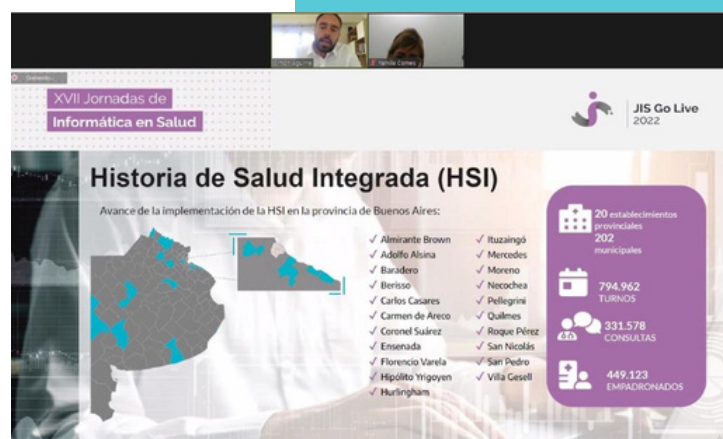 Yamila Comes
Grabando...
XVII Jornadas de
Informática en Salud
JIS Go Live
2022
Historia de Salud Integrada (HSI)
Avance de la implementación de la HSI en la provincia de Buenos Aires:
✓ Almirante Brown
✓ Adolfo Alsina
✓ Baradero
✓ Berisso
✓ Carlos Casares
✓ Carmen de Areco
✓ Coronel Suárez
✓ Ensenada
✓ Florencio Varela
✓ Hipólito Yrigoyen
✓ Hurlingham
✓ Ituzaingó
✓ Mercedes
✓ Moreno
✓ Necochea
✓ Pellegrini
✓ Quilmes
✓ Roque Pérez
✓ San Nicolás
✓ San Pedro
✓ Villa Gesell
20 establecimientos
provinciales
202
municipales
794.962
TURNOS
331.578
CONSULTAS
449.123
EMPADRONADOS